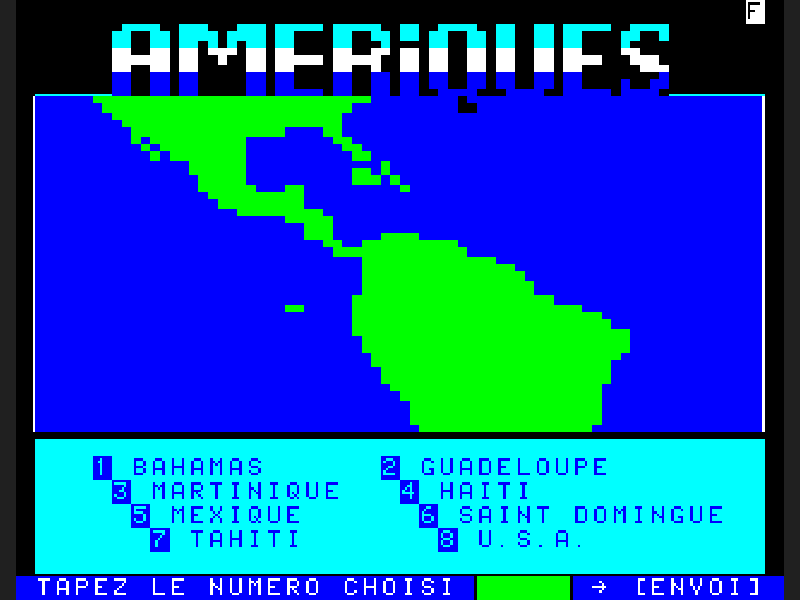 F
AMERIQUES
1 BAHAMAS 2 GUADELOUPE
3 MARTINIQUE 4 HAITI
5 MEXIQUE 6 SAINT DOMINGUE
7 TAHITI 8 U.S.A.
TAPEZ LE NUMERO CHOISI → [ENVOI]